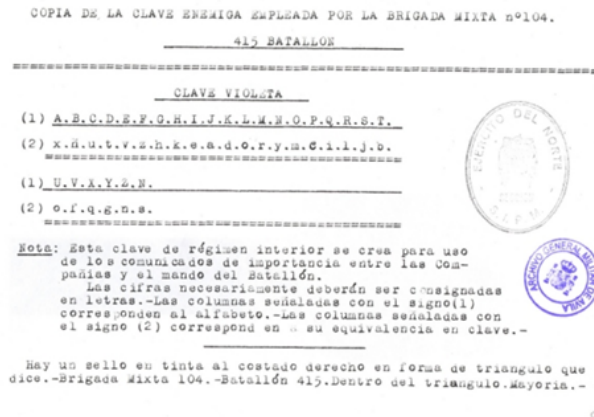 COPIA DE LA CLAVE ENEMIGA EMPLEADA POR LA BRIGADA MIXTA nº104.
415 BATALLON
CLAVE VIOLETA
(1) A.B.C.D.E.F.G.H.I.J.K.L.M.N.O.P.Q.R.S.T.
(2) x.ñ.u.t.v.z.h.k.e.a.d.o.r.y.m.c.i.l.j.b.
(1) U.V.X.Y.Z.Ñ.
(2) o.f.q.g.n.s.
Nota: Esta clave de régimen interior se crea para uso
de los comunicados de importancia entre las Com-
pañias y el mando del Batallón.
Las cifras necesariamente deberán ser consignadas
en letras.-Las columnas señaladas con el signo(1)
corresponden al alfabeto.-Las columnas señaladas con
el signo (2) correspond en a su equivalencia en clave.-
Hay un sello en tinta al costado derecho en forma de triangulo que
dice.-Brigada Mixta 104.-Batallón 415.Dentro del triangulo.Mayoria.-
EJERCITO DEL NORTE
S.I.P.M.
ARCHIVO GENERAL MILITAR DE AVILA